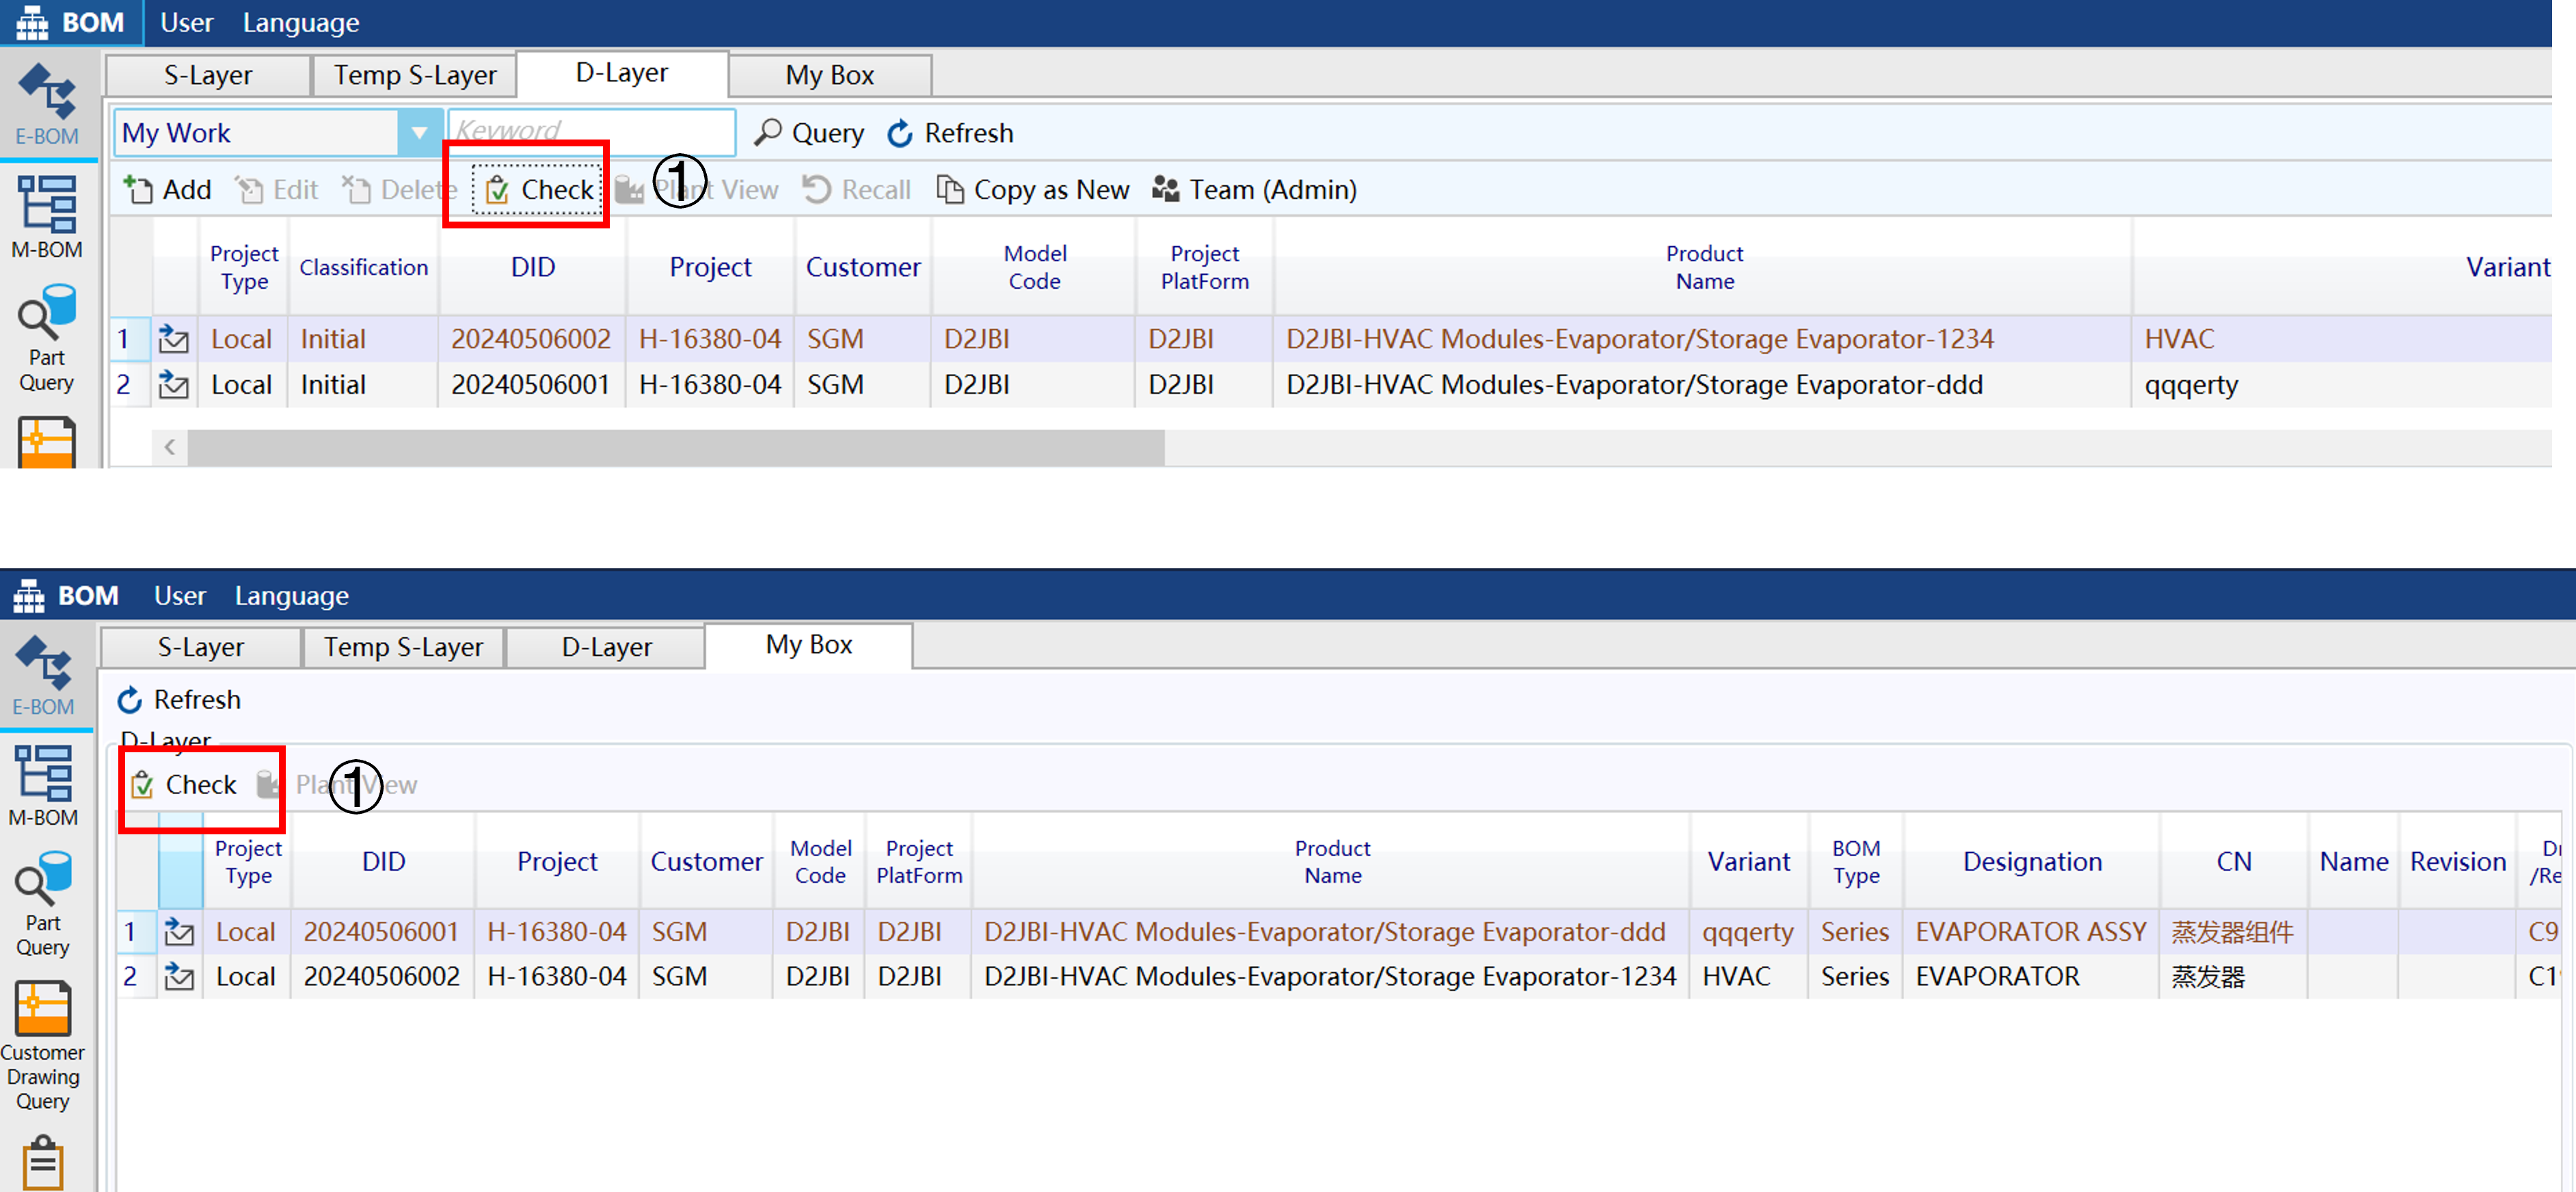 BOM User Language
S-Layer Temp S-Layer D-Layer My Box
E-BOM
My Work Keyword Query Refresh
Add Edit Delete Check ① Plant View Recall Copy as New Team (Admin)
M-BOM
Project Type Classification DID Project Customer Model Code Project PlatForm Product Name Variant
1 Local Initial 20240506002 H-16380-04 SGM D2JBI D2JBI D2JBI-HVAC Modules-Evaporator/Storage Evaporator-1234 HVAC
Part Query
2 Local Initial 20240506001 H-16380-04 SGM D2JBI D2JBI D2JBI-HVAC Modules-Evaporator/Storage Evaporator-ddd qqqerty
BOM User Language
S-Layer Temp S-Layer D-Layer My Box
E-BOM
Refresh
D-Layer
Check ① Plant View
M-BOM
Project Type DID Project Customer Model Code Project PlatForm Product Name Variant BOM Type Designation CN Name Revision
Part Query
1 Local 20240506001 H-16380-04 SGM D2JBI D2JBI D2JBI-HVAC Modules-Evaporator/Storage Evaporator-ddd qqqerty Series EVAPORATOR ASSY 蒸发器组件 C9
2 Local 20240506002 H-16380-04 SGM D2JBI D2JBI D2JBI-HVAC Modules-Evaporator/Storage Evaporator-1234 HVAC Series EVAPORATOR 蒸发器
Customer Drawing Query